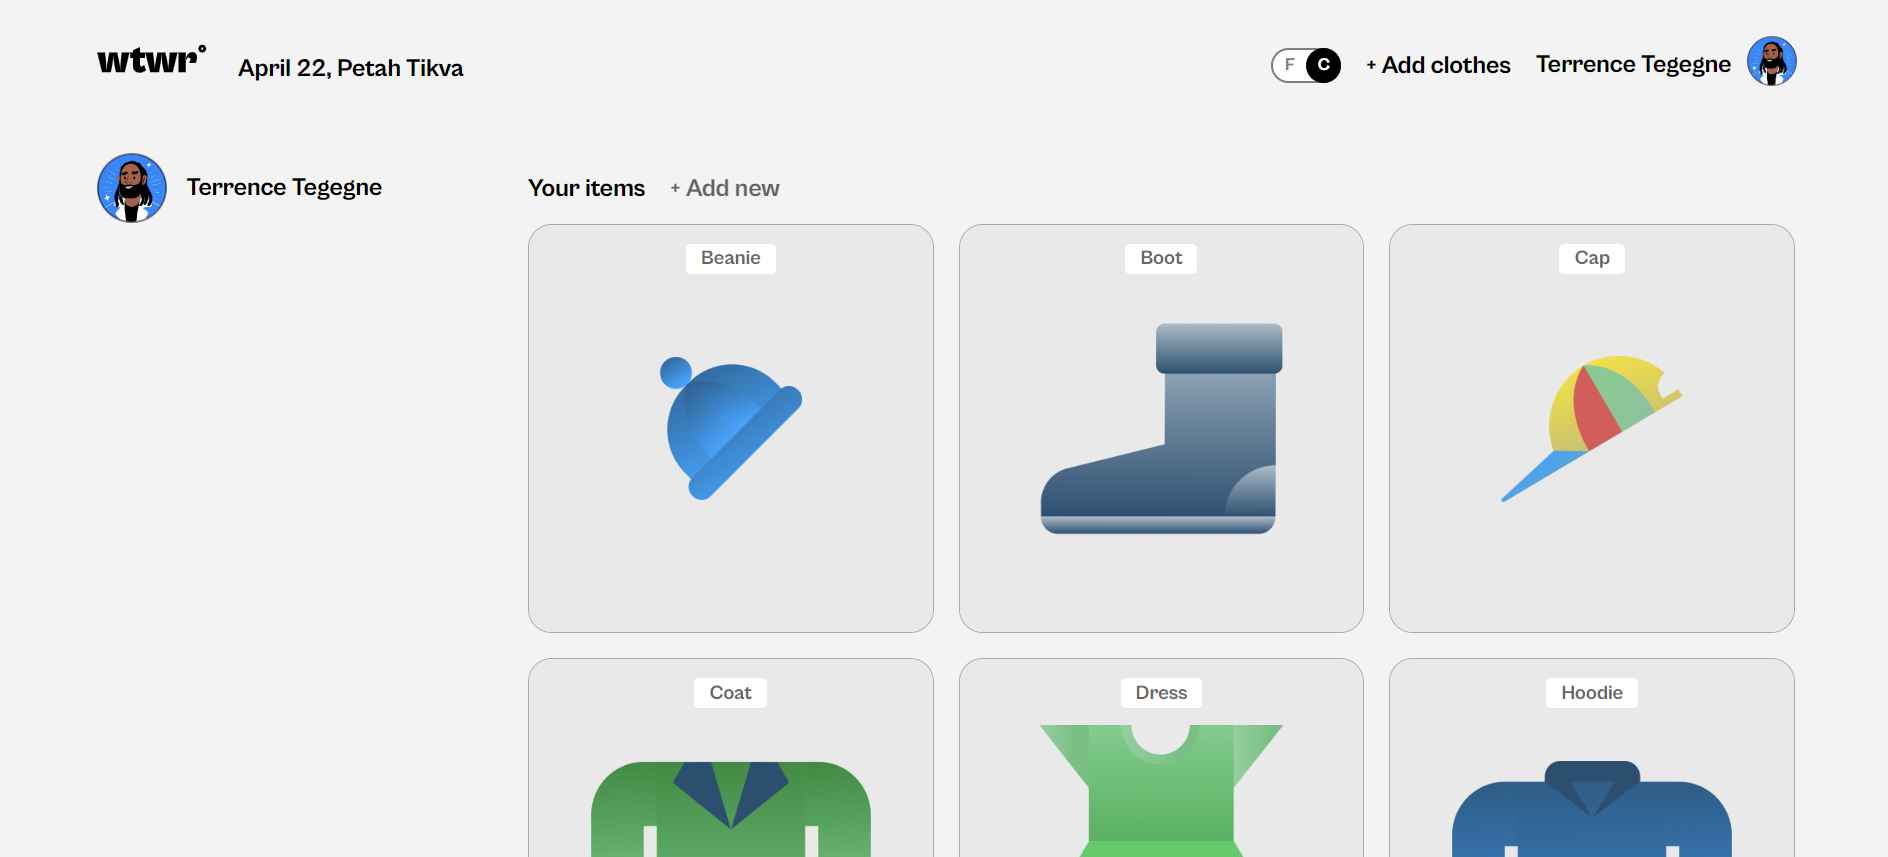 wtwr°
April 22, Petah Tikva
F C
+ Add clothes
Terrence Tegegne
Terrence Tegegne
Your items
+ Add new
Beanie
Boot
Cap
Coat
Dress
Hoodie